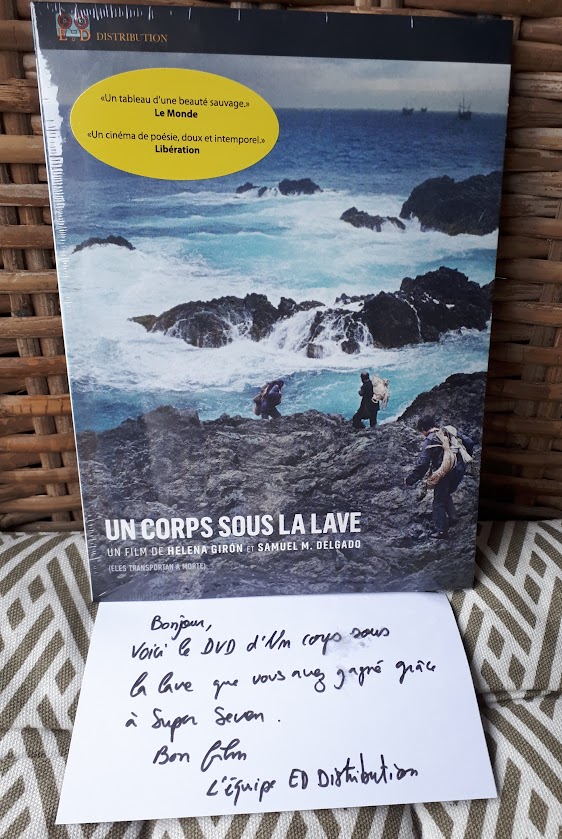 ED DISTRIBUTION
«Un tableau d'une beauté sauvage.»
Le Monde
«Un cinéma de poésie, doux et intemporel.»
Libération
UN CORPS SOUS LA LAVE
UN FILM DE HELENA GIRÓN ET SAMUEL M. DELGADO
(ELES TRANSPORTAN A MORTE)
Bonjour,
Voici le DVD d'Un corps sous
la lave que vous avez gagné grâce
à Super Seven.
Bon film
L'équipe ED Distribution